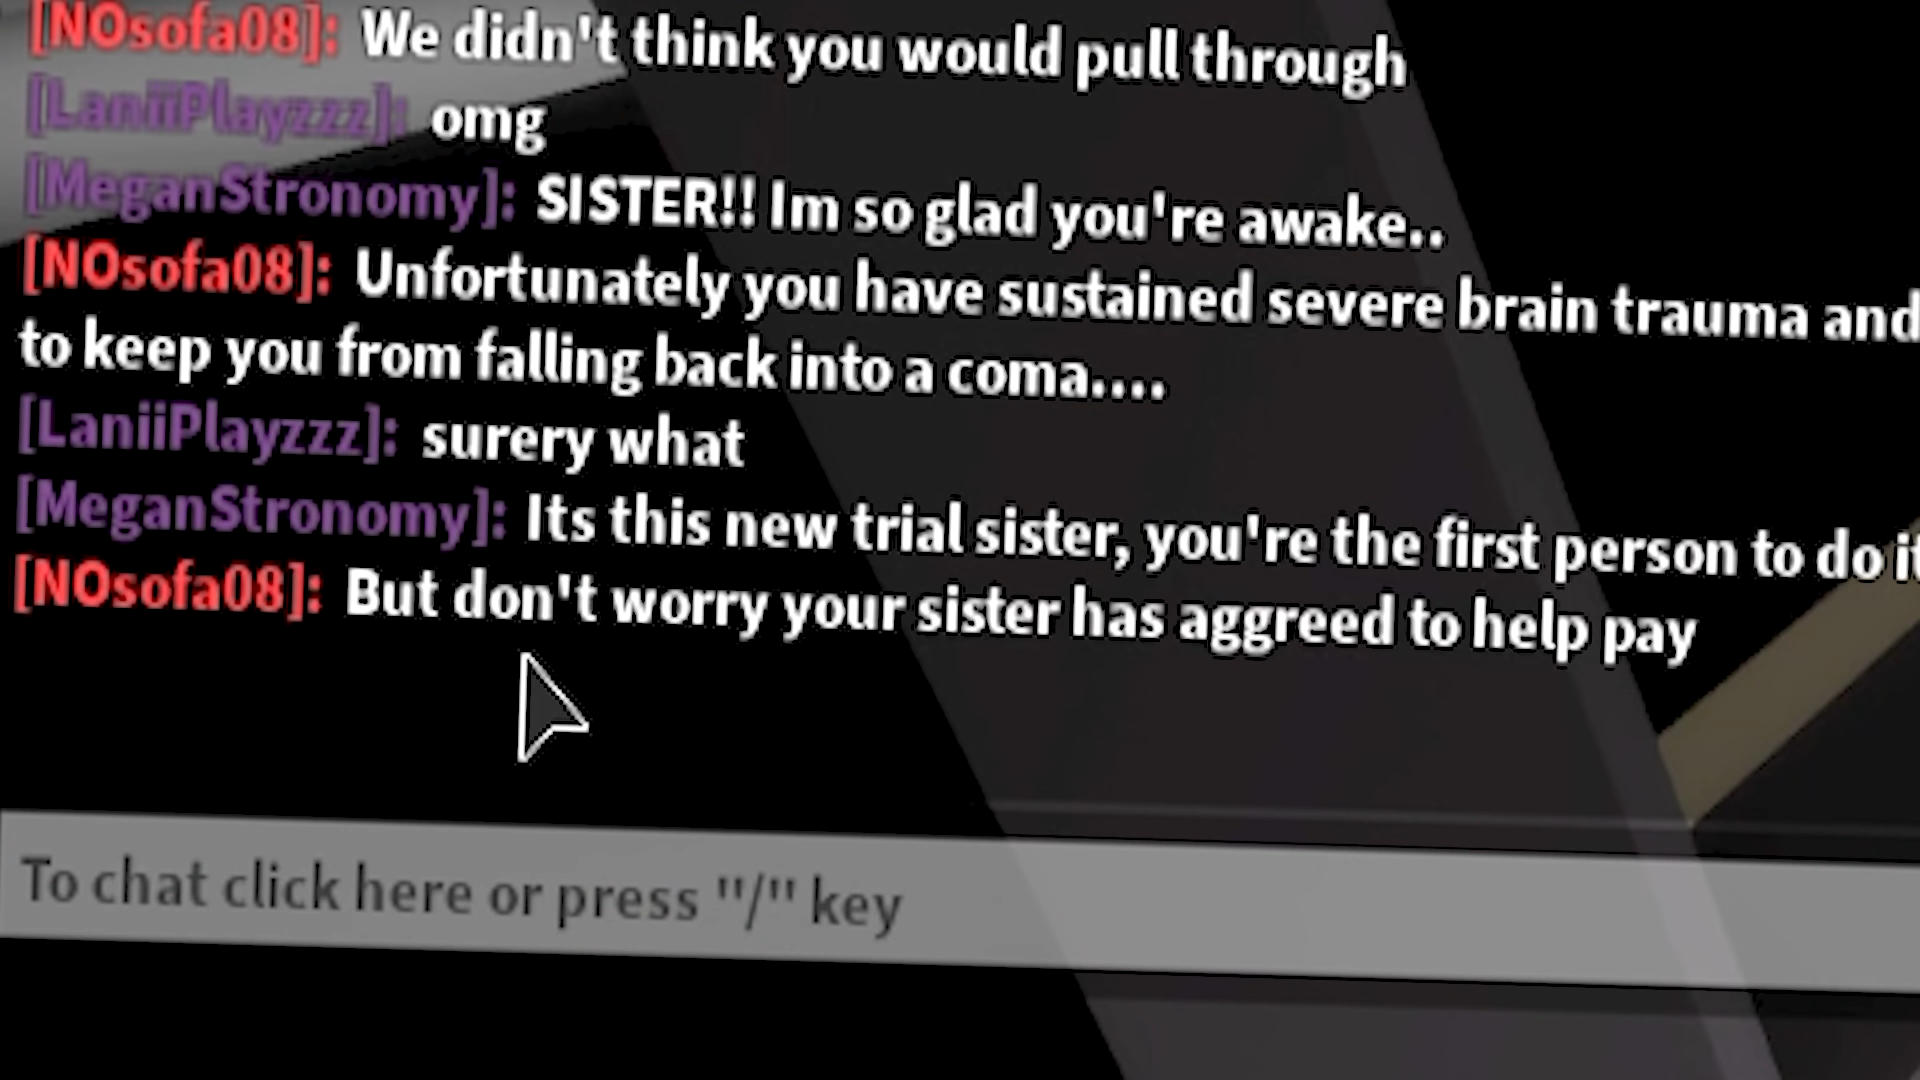 [NOsofa08]: We didn't think you would pull through
[LaniiPlayzzz]: omg
[MeganStronomy]: SISTER!! Im so glad you're awake..
[NOsofa08]: Unfortunately you have sustained severe brain trauma and
to keep you from falling back into a coma....
[LaniiPlayzzz]: surery what
[MeganStronomy]: Its this new trial sister, you're the first person to do it
[NOsofa08]: But don't worry your sister has aggreed to help pay
To chat click here or press "/" key